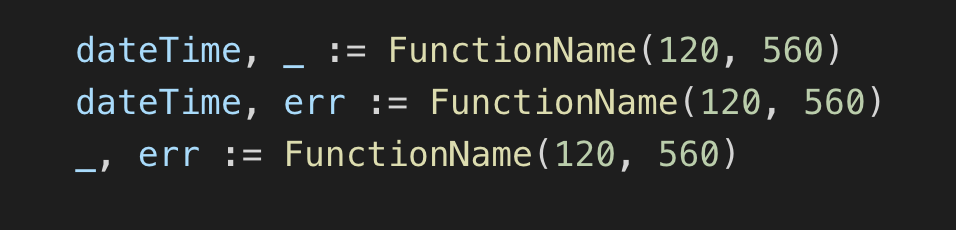 dateTime, _ := FunctionName(120, 560)
dateTime, err := FunctionName(120, 560)
_, err := FunctionName(120, 560)